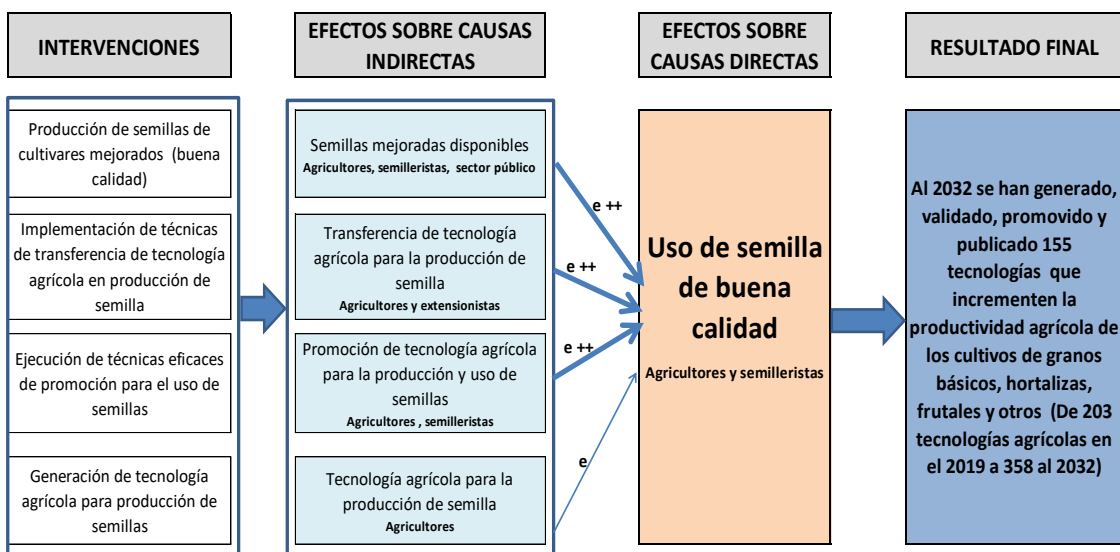 INTERVENCIONES
EFECTOS SOBRE CAUSAS
INDIRECTAS
EFECTOS SOBRE
CAUSAS DIRECTAS
RESULTADO FINAL
Producción de semillas de
cultivares mejorados (buena
calidad)
Implementación de técnicas
de transferencia de tecnología
agrícola en producción de
semilla
Ejecución de técnicas eficaces
de promoción para el uso de
semillas
Generación de tecnología
agrícola para producción de
semillas
Semillas mejoradas disponibles
Agricultores, semilleristas, sector público
Transferencia de tecnología
agrícola para la producción de
semilla
Agricultores y extensionistas
Promoción de tecnología agrícola
para la producción y uso de
semillas
Agricultores , semilleristas
Tecnología agrícola para la
producción de semilla
Agricultores
e ++
e ++
e ++
e
Uso de semilla
de buena
calidad
Agricultores y semilleristas
Al 2032 se han generado,
validado, promovido y
publicado 155
tecnologías que
incrementen la
productividad agrícola de
los cultivos de granos
básicos, hortalizas,
frutales y otros (De 203
tecnologías agrícolas en
el 2019 a 358 al 2032)